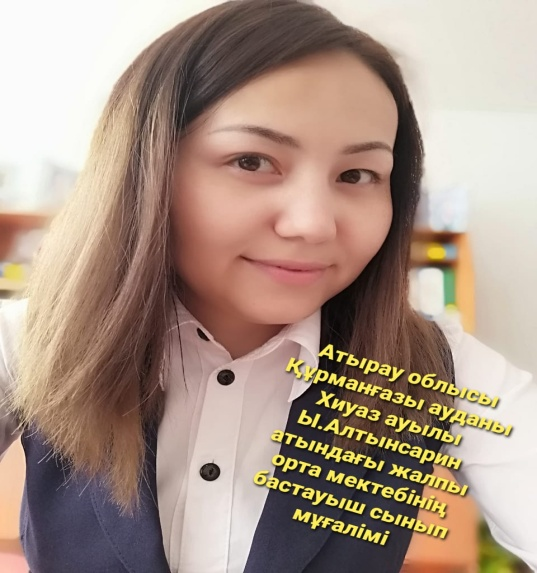 Атырау облысы
Құрманғазы ауданы
Хиуаз ауылы
Ы.Алтынсарин
атындағы жалпы
орта мектебінің
бастауыш сынып
мұғалімі